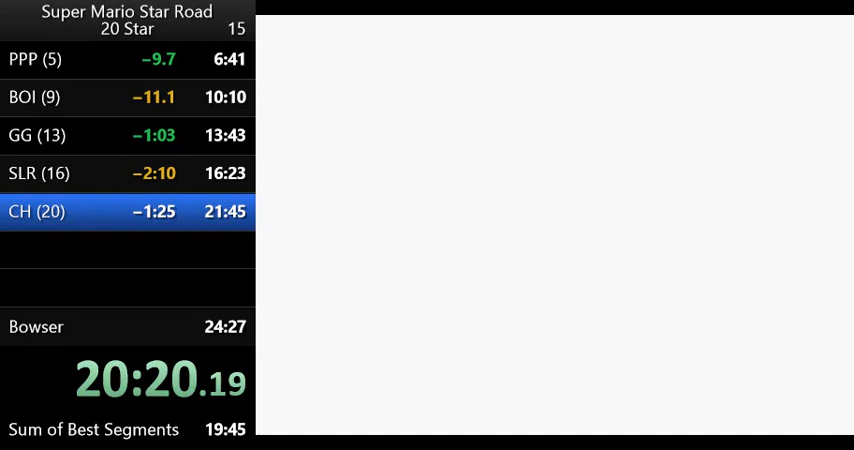 Super Mario Star Road
20 Star 15
PPP (5) −9.7 6:41
BOI (9) −11.1 10:10
GG (13) −1:03 13:43
SLR (16) −2:10 16:23
CH (20) −1:25 21:45
Bowser 24:27
20:20.19
Sum of Best Segments 19:45